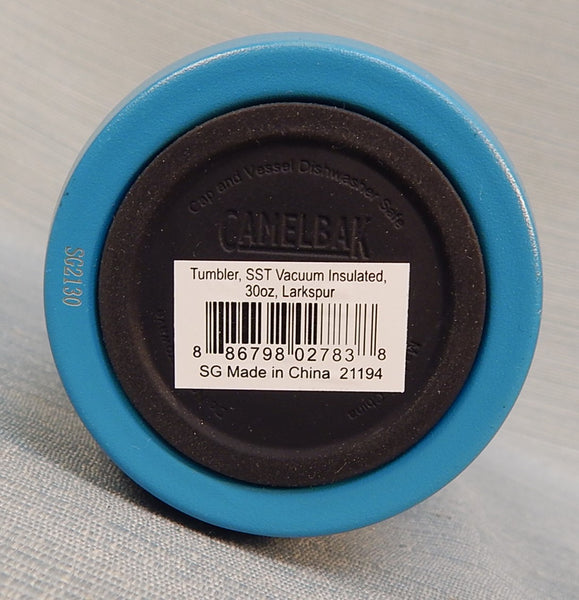 Cap and Vessel Dishwasher Safe
CAMELBAK
Tumbler, SST Vacuum Insulated,
30oz, Larkspur
8 86798 02783 8
SG Made in China 21194
SG2130
China